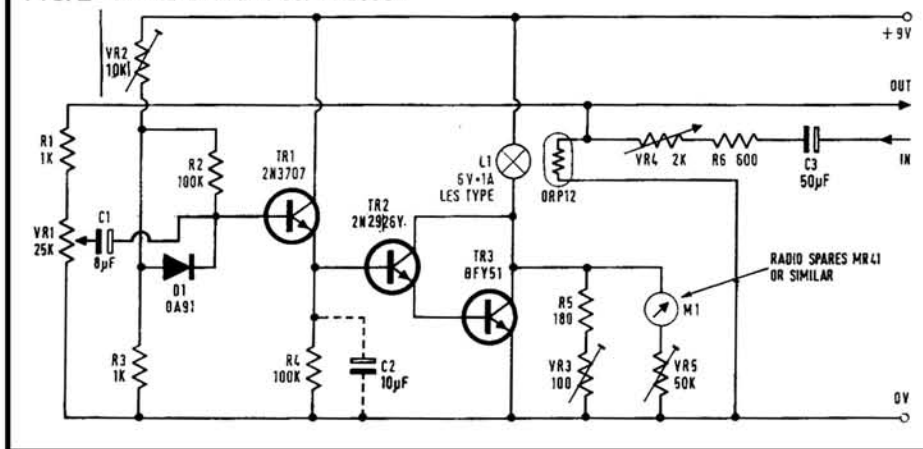 +9V
VR2
10K
OUT
R1
1K
R2
100K
TR1
2N3707
L1
6V·1A
LES TYPE
ORP12
VR4 2K
R6 600
C3
50µF
IN
TR2
2N2926Y
VR1
25K
C1
8µF
TR3
BFY51
RADIO SPARES MR41
OR SIMILAR
D1
OA91
R5
180
M1
R3
1K
R4
100K
C2
10µF
VR3
100
VR5
50K
0V